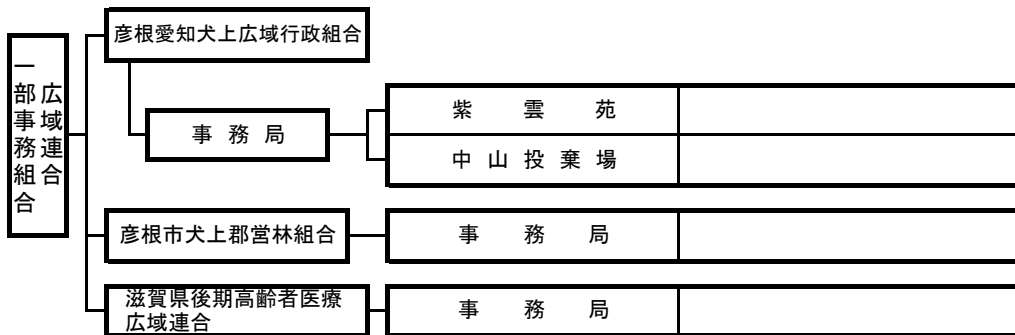 広域連合
一部事務組合
彦根愛知犬上広域行政組合
事務局
紫雲苑
中山投棄場
彦根市犬上郡営林組合
事務局
滋賀県後期高齢者医療
広域連合
事務局